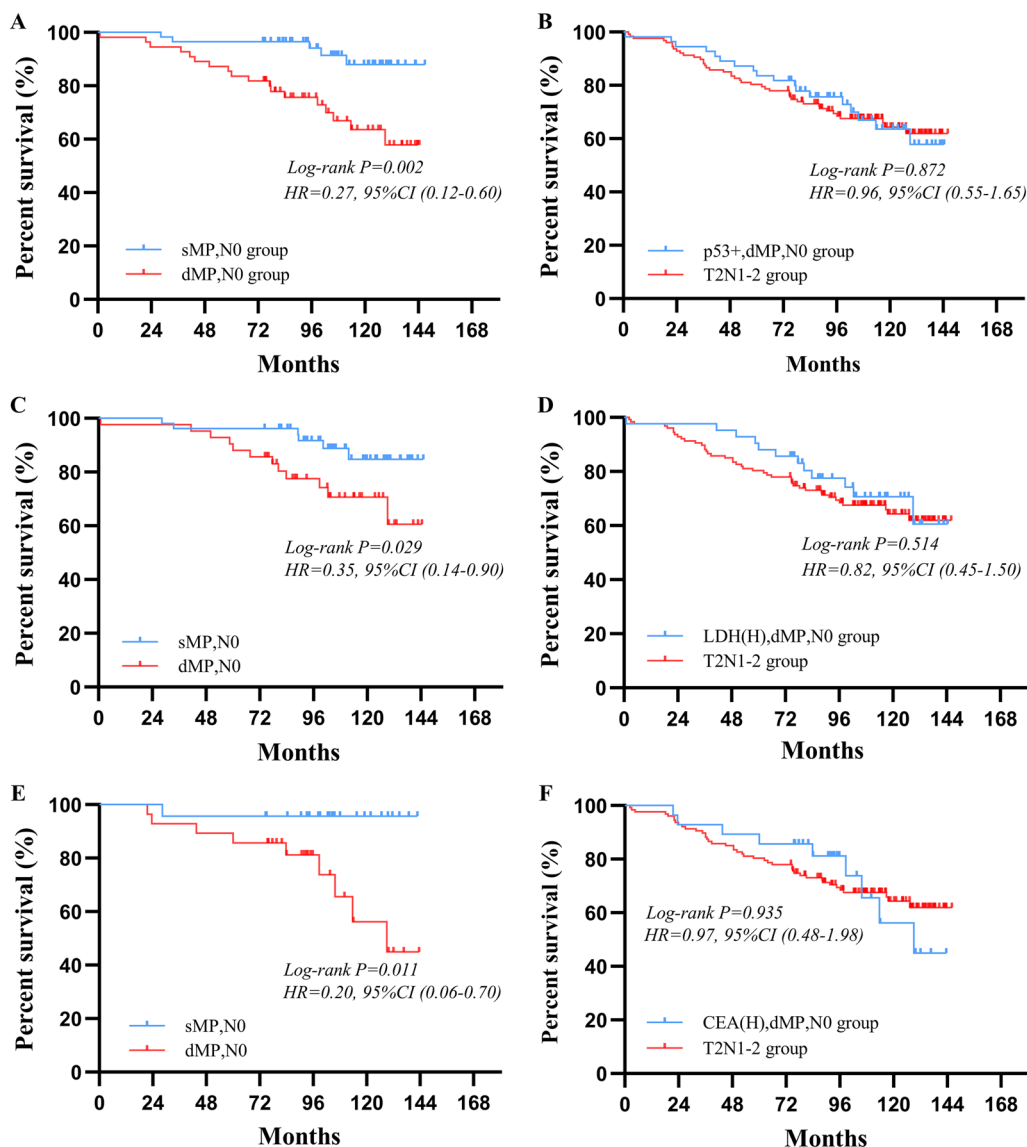 A
Percent survival (%)
100
80
60
40
20
0
Log-rank P=0.002
HR=0.27, 95%CI (0.12-0.60)
sMP,N0 group
dMP,N0 group
0 24 48 72 96 120 144 168
Months
B
Percent survival (%)
100
80
60
40
20
0
Log-rank P=0.872
HR=0.96, 95%CI (0.55-1.65)
p53+,dMP,N0 group
T2N1-2 group
0 24 48 72 96 120 144 168
Months
C
Percent survival (%)
100
80
60
40
20
0
Log-rank P=0.029
HR=0.35, 95%CI (0.14-0.90)
sMP,N0
dMP,N0
0 24 48 72 96 120 144 168
Months
D
Percent survival (%)
100
80
60
40
20
0
Log-rank P=0.514
HR=0.82, 95%CI (0.45-1.50)
LDH(H),dMP,N0 group
T2N1-2 group
0 24 48 72 96 120 144 168
Months
E
Percent survival (%)
100
80
60
40
20
0
Log-rank P=0.011
HR=0.20, 95%CI (0.06-0.70)
sMP,N0
dMP,N0
0 24 48 72 96 120 144 168
Months
F
Percent survival (%)
100
80
60
40
20
0
Log-rank P=0.935
HR=0.97, 95%CI (0.48-1.98)
CEA(H),dMP,N0 group
T2N1-2 group
0 24 48 72 96 120 144 168
Months